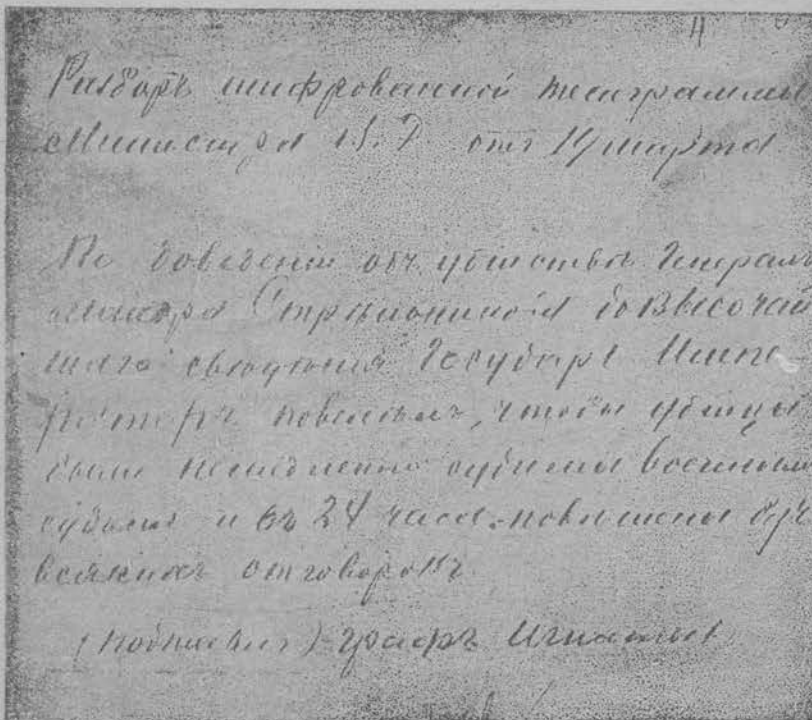 11
Разборъ шифрованной телеграммы
Министра В. Д отъ 19 марта
По доведеніи объ убійствѣ Генералъ
маіора Стрѣльникова до Высочай
шаго свѣдѣнія Государь Импе
раторъ повелѣлъ, чтобы убійцы
были немедленно судимы военнымъ
судомъ и въ 24 часа повѣшены безъ
всякихъ отговорокъ
(подписалъ) Графъ Игнатьевъ